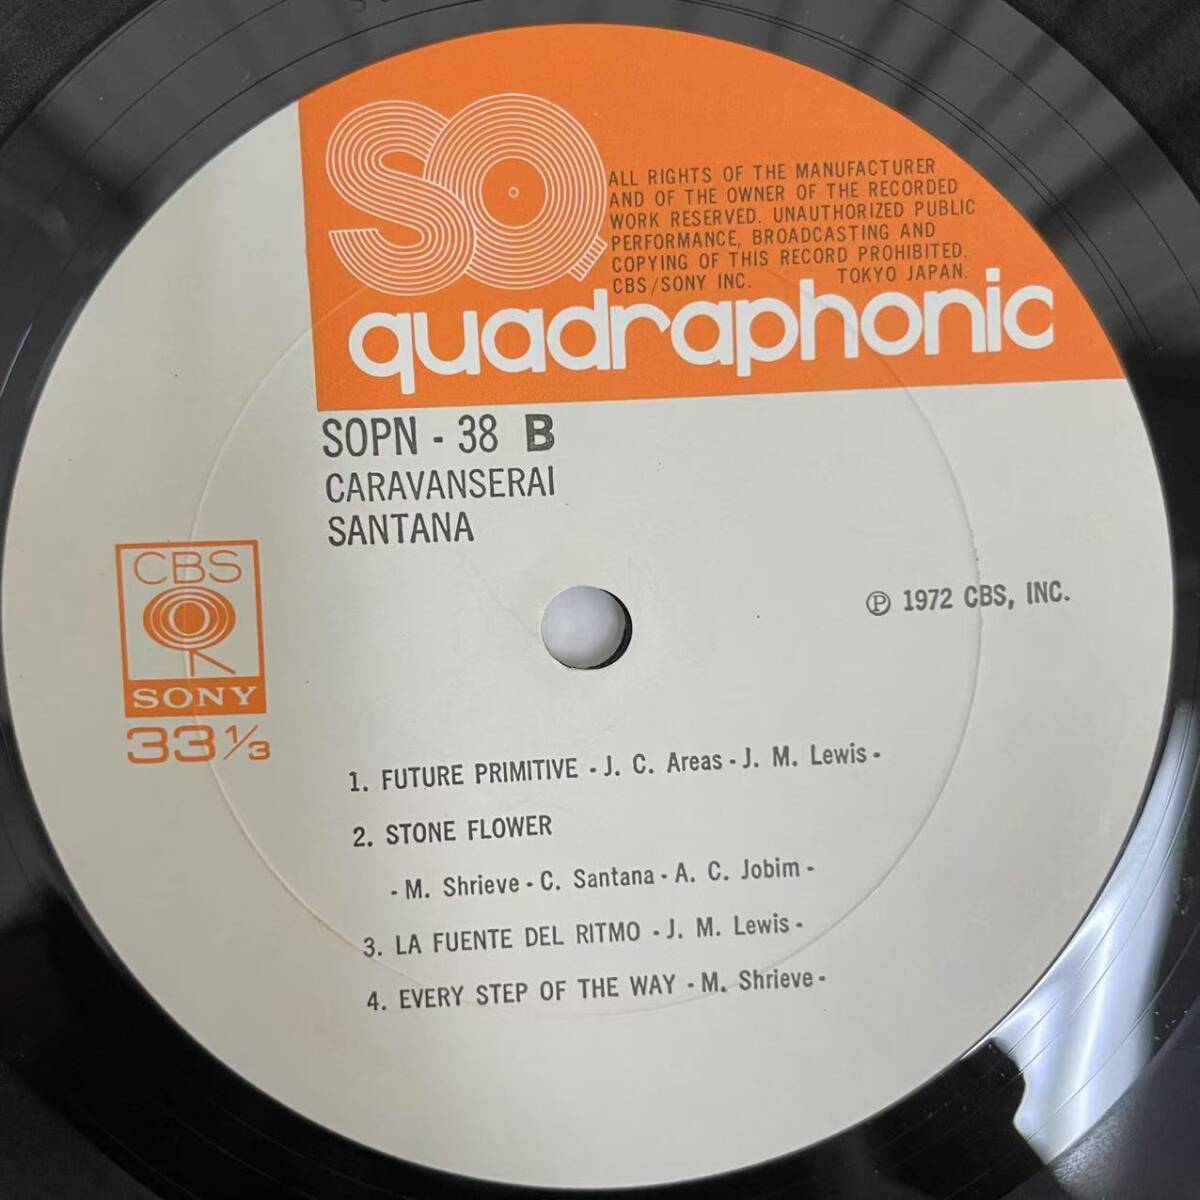 SQ
ALL RIGHTS OF THE MANUFACTURER
AND OF THE OWNER OF THE RECORDED
WORK RESERVED. UNAUTHORIZED PUBLIC
PERFORMANCE, BROADCASTING AND
COPYING OF THIS RECORD PROHIBITED.
CBS/SONY INC. TOKYO JAPAN.
quadraphonic
SOPN - 38 B
CARAVANSERAI
SANTANA
CBS
SONY
33 1/3
℗ 1972 CBS, INC.
1. FUTURE PRIMITIVE - J. C. Areas - J. M. Lewis -
2. STONE FLOWER
- M. Shrieve - C. Santana - A. C. Jobim -
3. LA FUENTE DEL RITMO - J. M. Lewis -
4. EVERY STEP OF THE WAY - M. Shrieve -